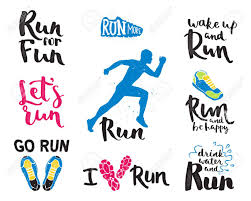 Run
for
Fun
RUN MORE
wake up
and
Run
Let's
run
Run
Run
and
be happy
GO RUN
I Run
drink
water and
Run